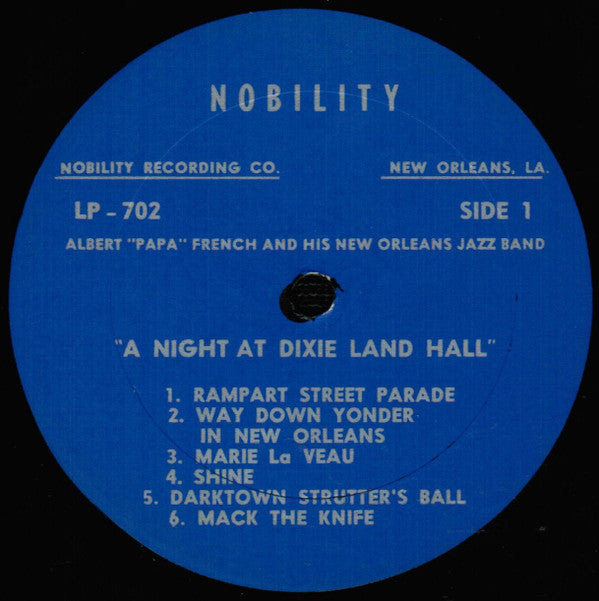 NOBILITY
NOBILITY RECORDING CO. NEW ORLEANS, LA.
LP-702 SIDE 1
ALBERT "PAPA" FRENCH AND HIS NEW ORLEANS JAZZ BAND
"A NIGHT AT DIXIE LAND HALL"
1. RAMPART STREET PARADE
2. WAY DOWN YONDER
IN NEW ORLEANS
3. MARIE La VEAU
4. SHINE
5. DARKTOWN STRUTTER'S BALL
6. MACK THE KNIFE